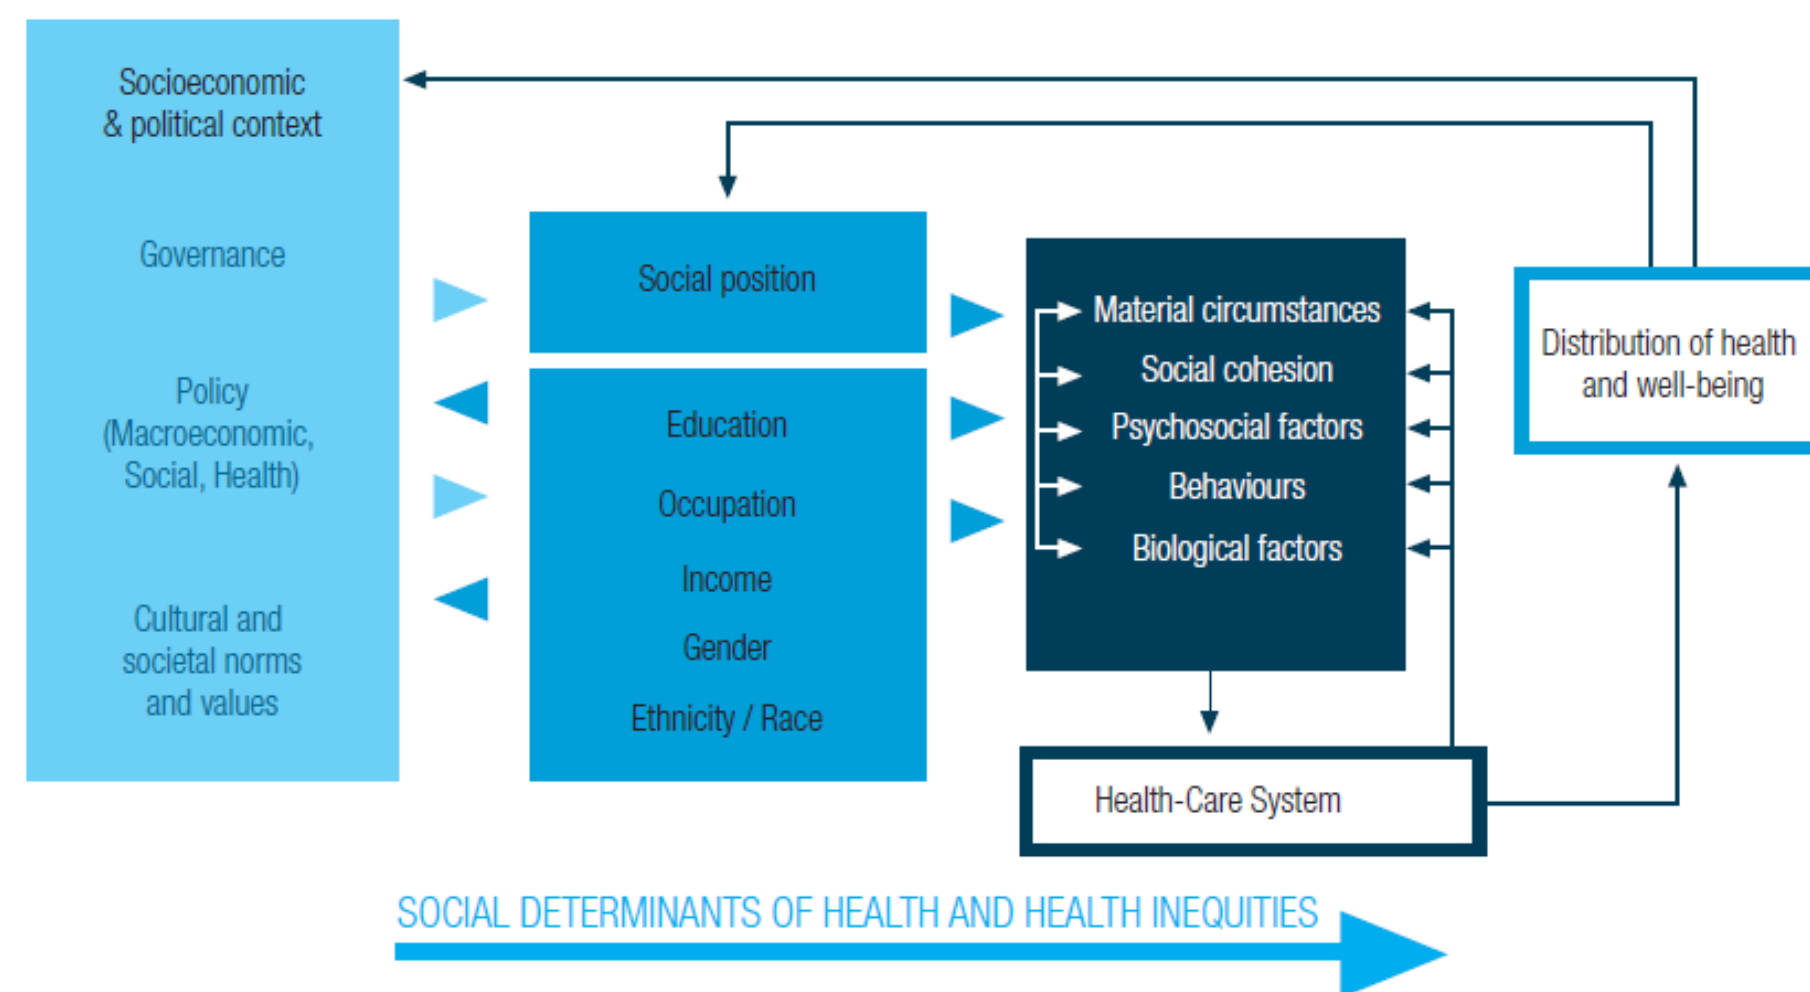 Socioeconomic
& political context
Governance
Policy
(Macroeconomic,
Social, Health)
Cultural and
societal norms
and values
Social position
Education
Occupation
Income
Gender
Ethnicity / Race
Material circumstances
Social cohesion
Psychosocial factors
Behaviours
Biological factors
Health-Care System
Distribution of health
and well-being
SOCIAL DETERMINANTS OF HEALTH AND HEALTH INEQUITIES